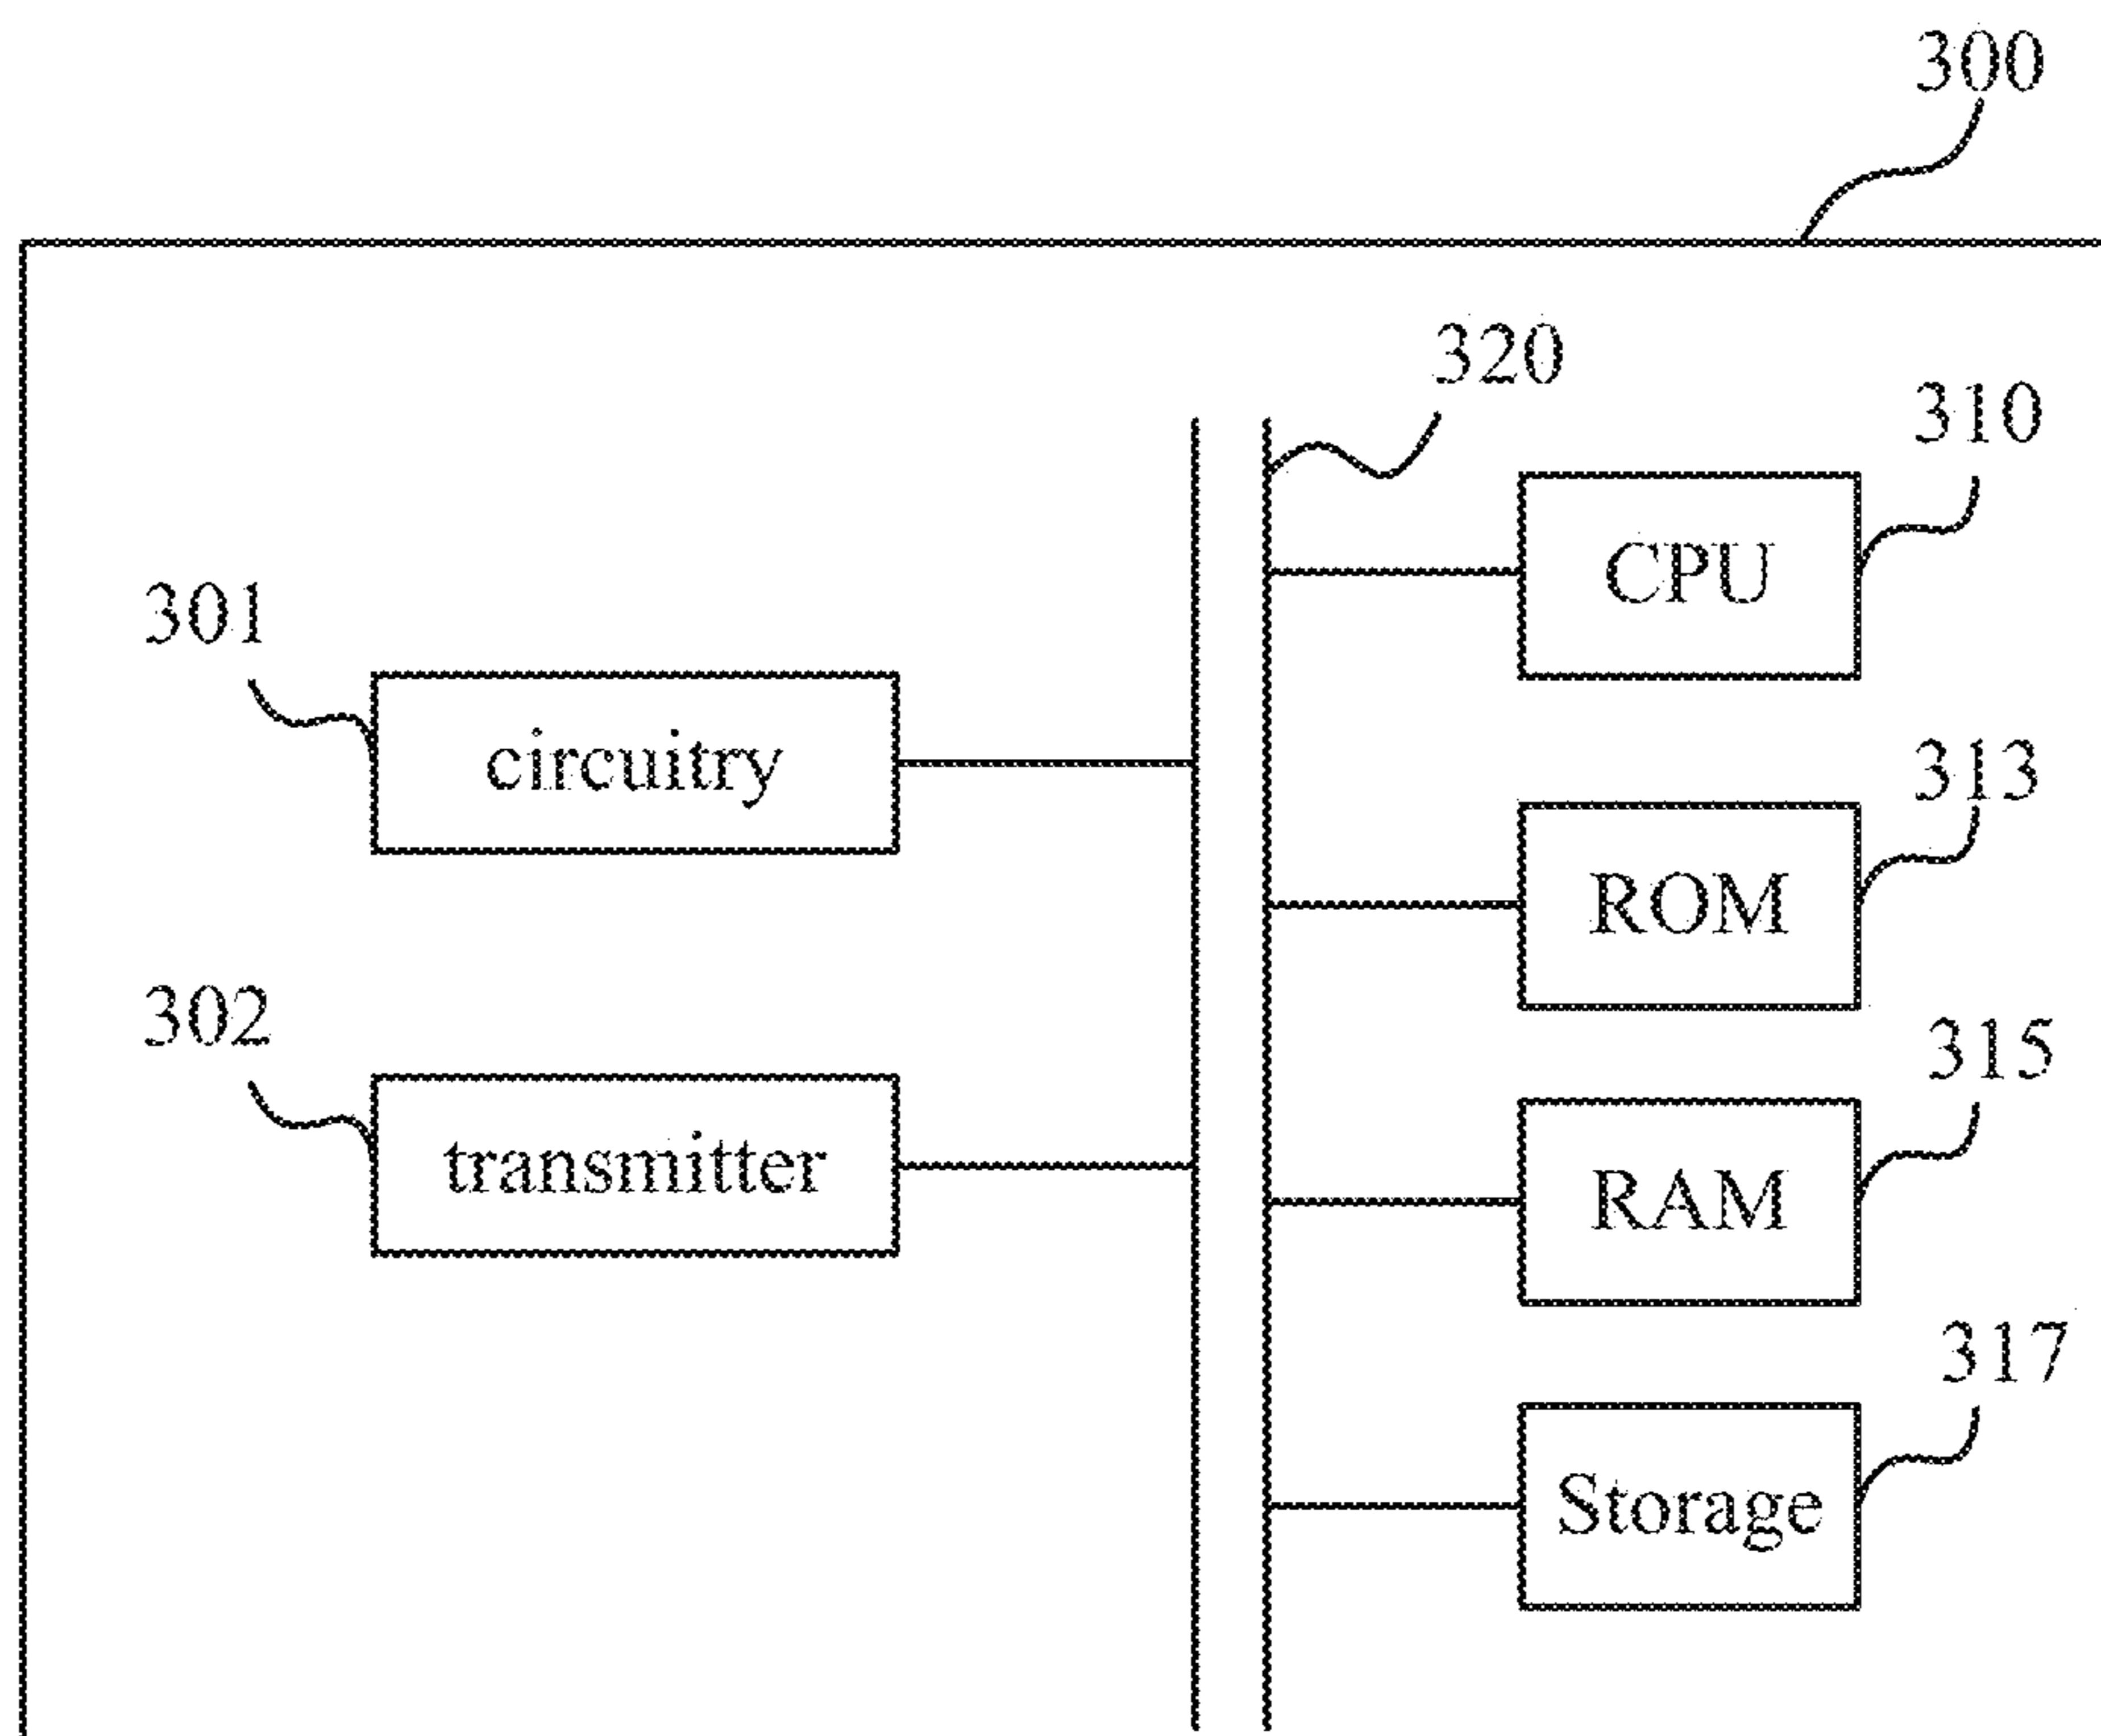 300
320
310
CPU
301
circuitry
313
ROM
302
315
transmitter
RAM
317
Storage